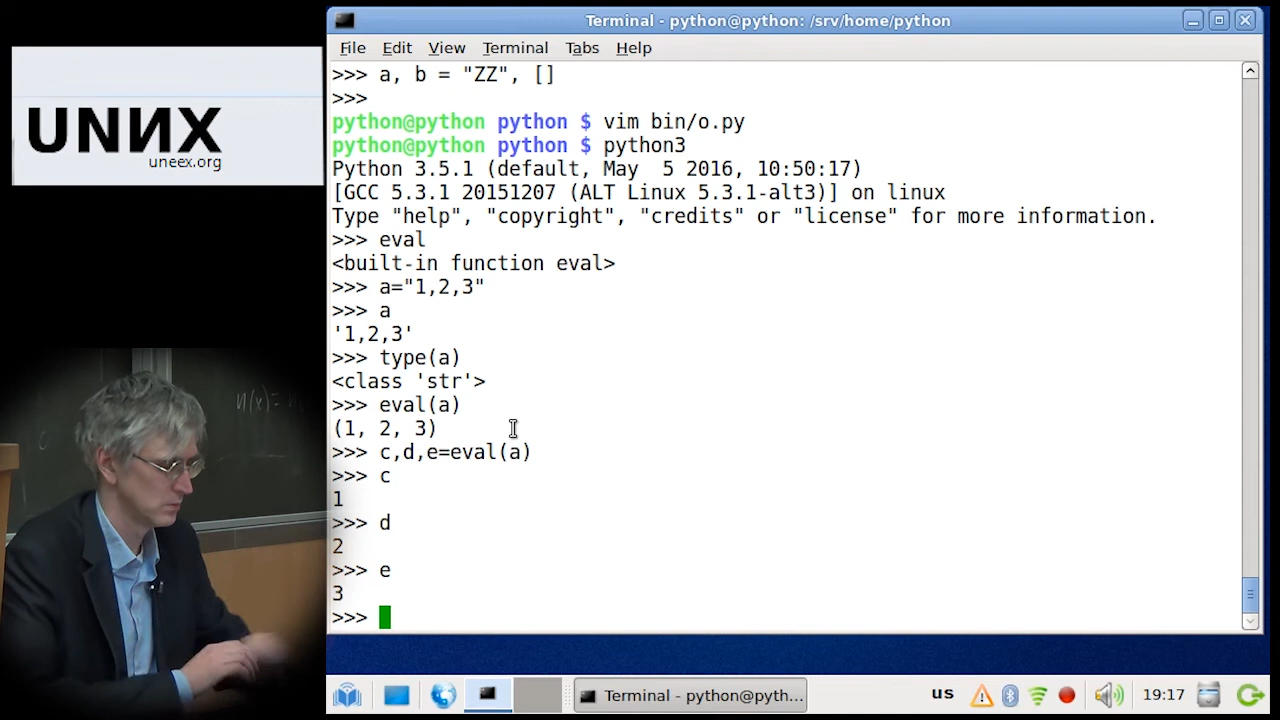 UNИX
uneex.org
Terminal - python@python: /srv/home/python
File Edit View Terminal Tabs Help
>>> a, b = "ZZ", []
>>>
python@python python $ vim bin/o.py
python@python python $ python3
Python 3.5.1 (default, May  5 2016, 10:50:17)
[GCC 5.3.1 20151207 (ALT Linux 5.3.1-alt3)] on linux
Type "help", "copyright", "credits" or "license" for more information.
>>> eval
<built-in function eval>
>>> a="1,2,3"
>>> a
'1,2,3'
>>> type(a)
<class 'str'>
>>> eval(a)
(1, 2, 3)
>>> c,d,e=eval(a)
>>> c
1
>>> d
2
>>> e
3
>>>
Terminal - python@pyth...
us
19:17